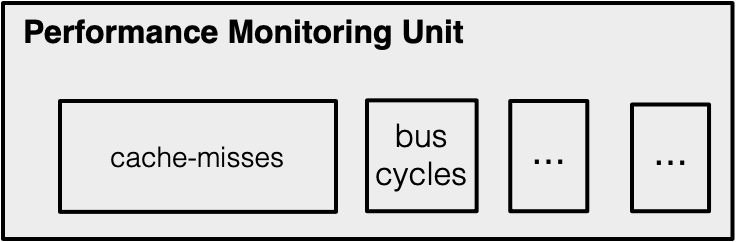 Performance Monitoring Unit
cache-misses
bus
cycles
...
...